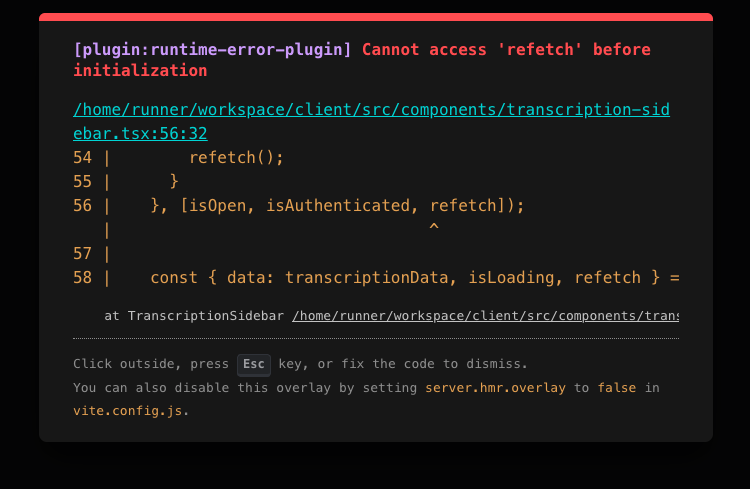 [plugin:runtime-error-plugin] Cannot access 'refetch' before
initialization
/home/runner/workspace/client/src/components/transcription-sid
ebar.tsx:56:32
54 |        refetch();
55 |      }
56 |    }, [isOpen, isAuthenticated, refetch]);
   |                                 ^
57 |
58 |    const { data: transcriptionData, isLoading, refetch } =
at TranscriptionSidebar /home/runner/workspace/client/src/components/trans
Click outside, press Esc key, or fix the code to dismiss.
You can also disable this overlay by setting server.hmr.overlay to false in
vite.config.js.